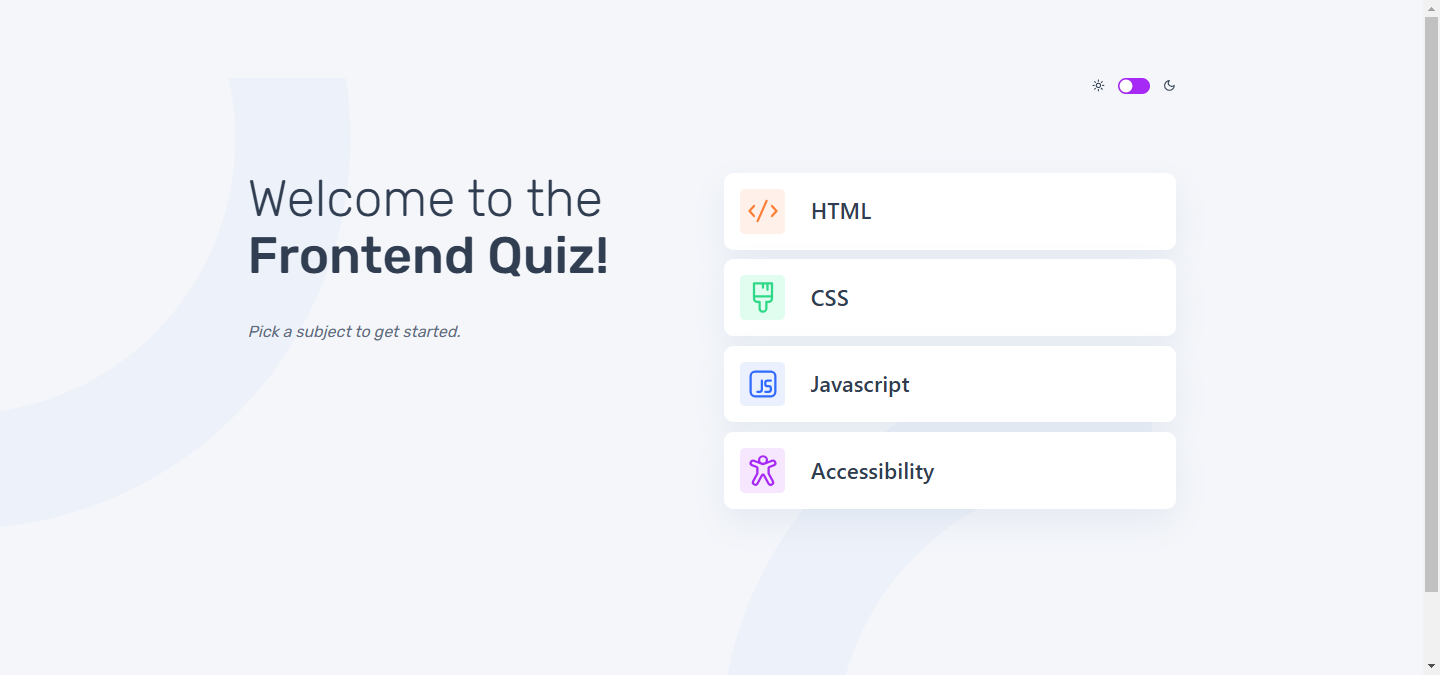 Welcome to the
Frontend Quiz!
Pick a subject to get started.
HTML
CSS
JS
Javascript
Accessibility